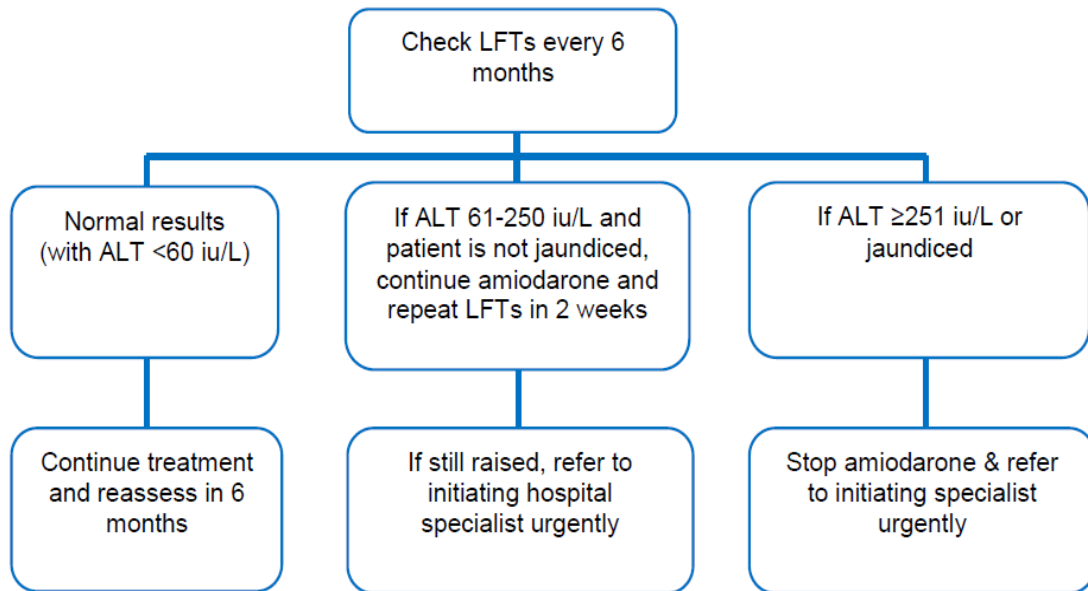 Check LFTs every 6
months
Normal results
(with ALT <60 iu/L)
If ALT 61-250 iu/L and
patient is not jaundiced,
continue amiodarone and
repeat LFTs in 2 weeks
If ALT ≥251 iu/L or
jaundiced
Continue treatment
and reassess in 6
months
If still raised, refer to
initiating hospital
specialist urgently
Stop amiodarone & refer
to initiating specialist
urgently